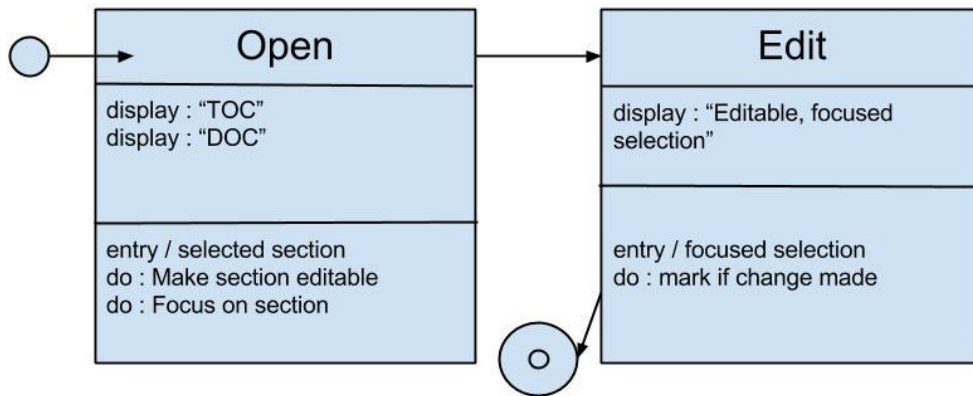 Open
display : “TOC”
display : “DOC”
entry / selected section
do : Make section editable
do : Focus on section
Edit
display : “Editable, focused
selection”
entry / focused selection
do : mark if change made